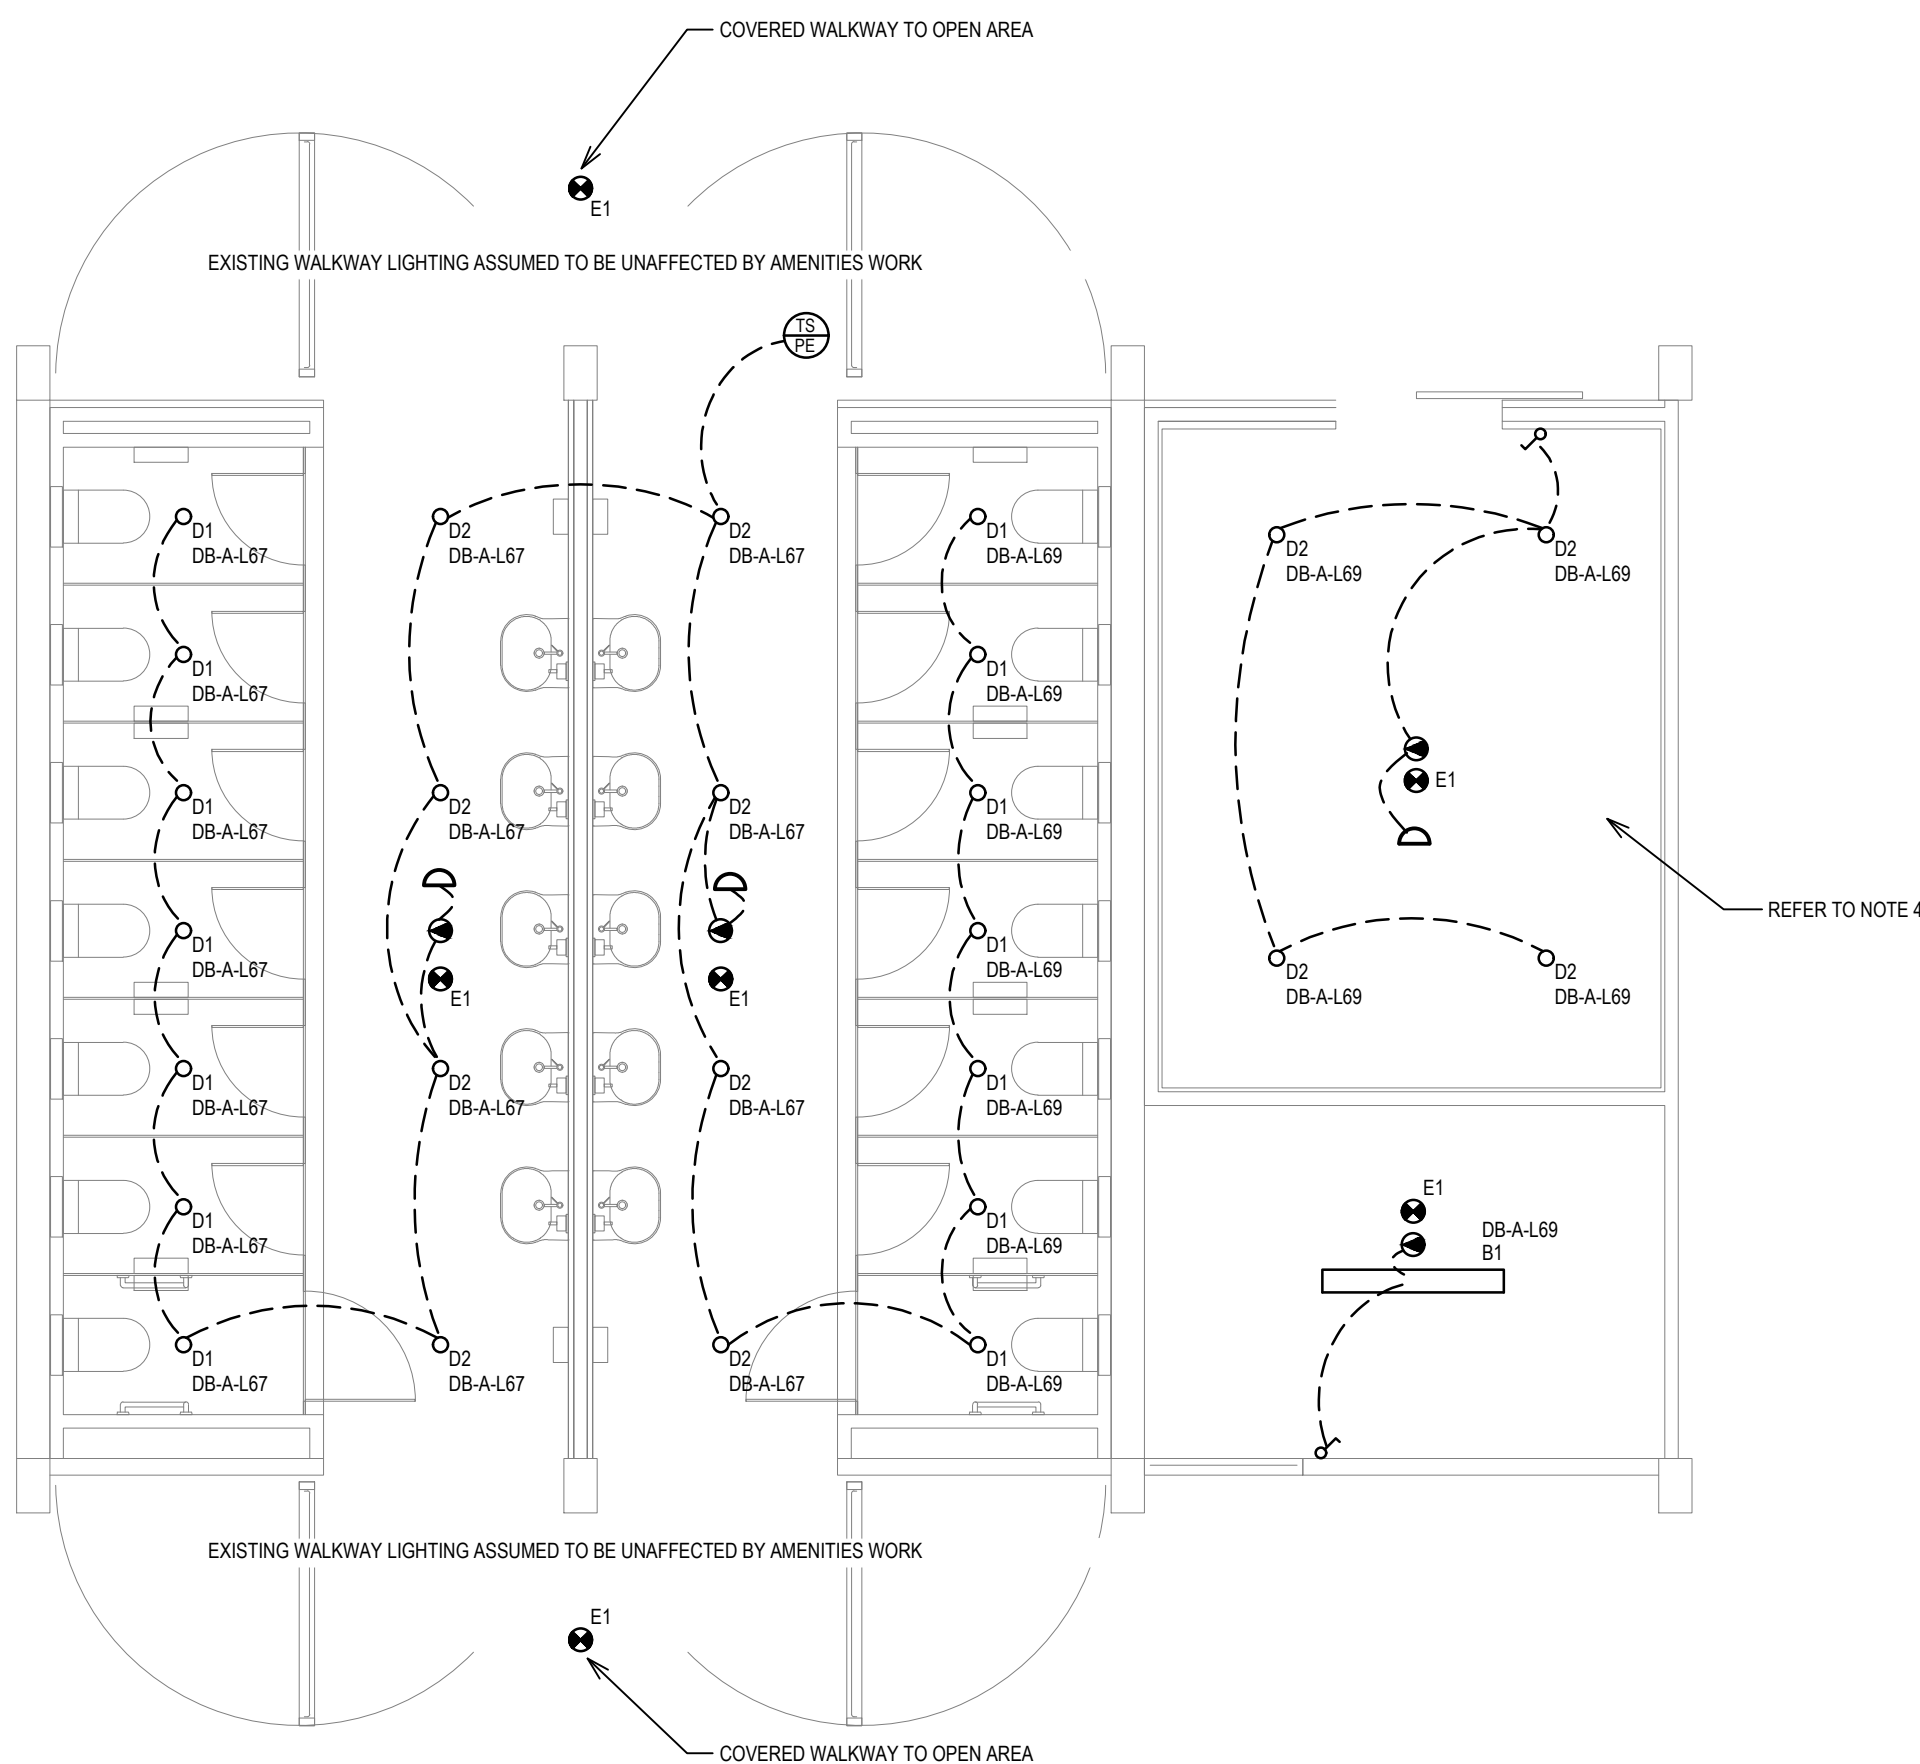 COVERED WALKWAY TO OPEN AREA
E1
EXISTING WALKWAY LIGHTING ASSUMED TO BE UNAFFECTED BY AMENITIES WORK
TS
PE
D1
DB-A-L67
D2
DB-A-L67
D2
DB-A-L67
D1
DB-A-L69
D2
DB-A-L69
D2
DB-A-L69
D1
DB-A-L67
D1
DB-A-L69
E1
D1
DB-A-L67
D2
DB-A-L67
D2
DB-A-L67
D1
DB-A-L69
REFER TO NOTE 4
D1
DB-A-L67
D1
DB-A-L69
D2
DB-A-L69
D2
DB-A-L69
E1
E1
D1
DB-A-L67
D2
DB-A-L67
D2
DB-A-L67
D1
DB-A-L69
E1
D1
DB-A-L67
D1
DB-A-L69
DB-A-L69
B1
D1
DB-A-L67
D2
DB-A-L67
D2
DB-A-L67
D1
DB-A-L69
EXISTING WALKWAY LIGHTING ASSUMED TO BE UNAFFECTED BY AMENITIES WORK
E1
COVERED WALKWAY TO OPEN AREA